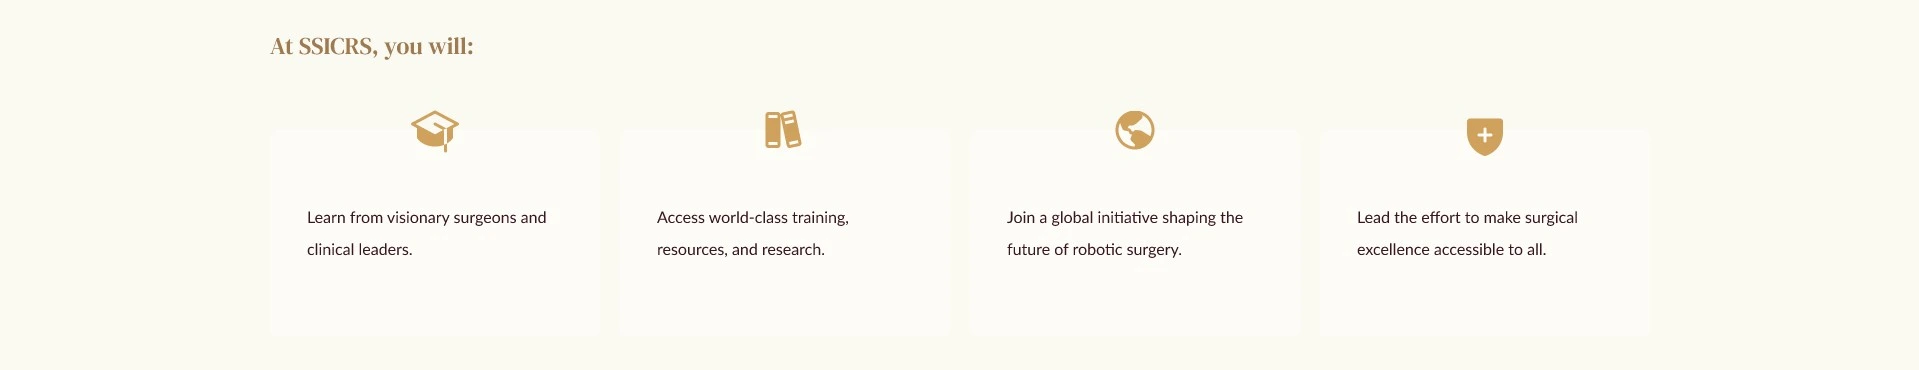 At SSICRS, you will:
Learn from visionary surgeons and
clinical leaders.
Access world-class training,
resources, and research.
Join a global initiative shaping the
future of robotic surgery.
Lead the effort to make surgical
excellence accessible to all.